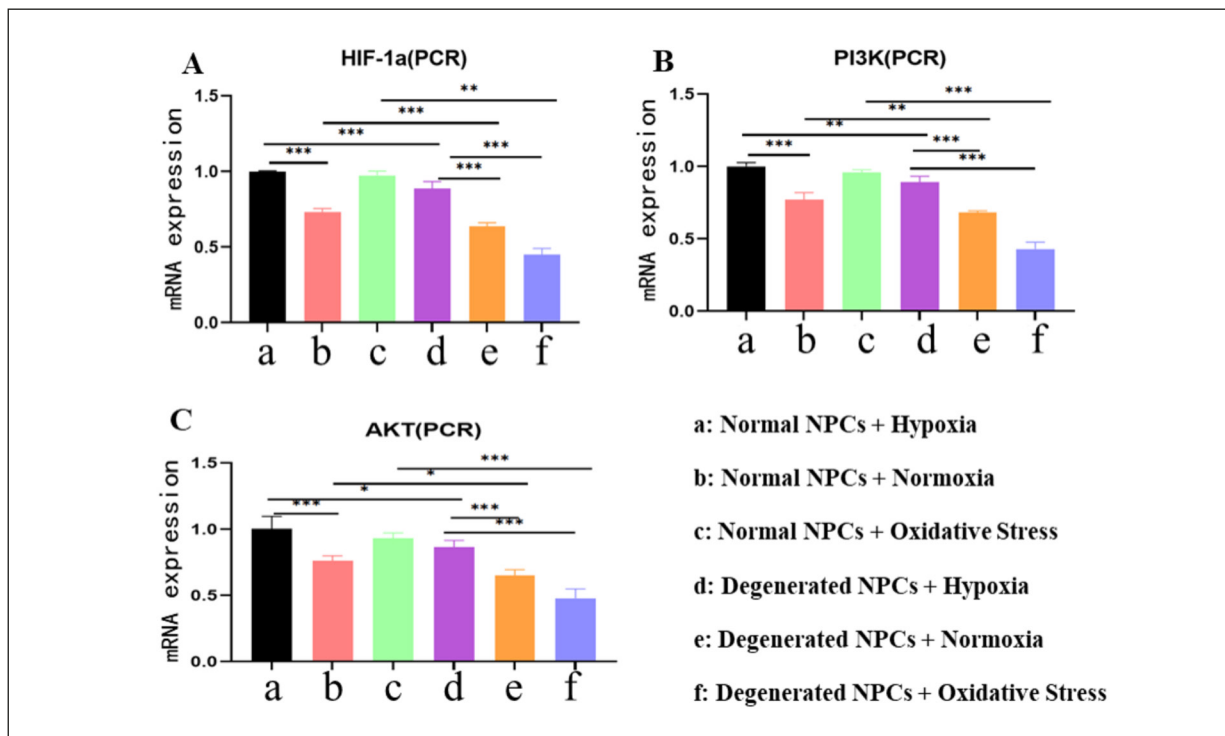 A
HIF-1a(PCR)
mRNA expression
1.5
1.0
0.5
0.0
**
***
***
***
***
***
a b c d e f
B
PI3K(PCR)
mRNA expression
1.5
1.0
0.5
0.0
***
**
**
***
***
***
a b c d e f
C
AKT(PCR)
mRNA expression
1.5
1.0
0.5
0.0
***
*
*
***
***
***
a b c d e f
a: Normal NPCs + Hypoxia
b: Normal NPCs + Normoxia
c: Normal NPCs + Oxidative Stress
d: Degenerated NPCs + Hypoxia
e: Degenerated NPCs + Normoxia
f: Degenerated NPCs + Oxidative Stress